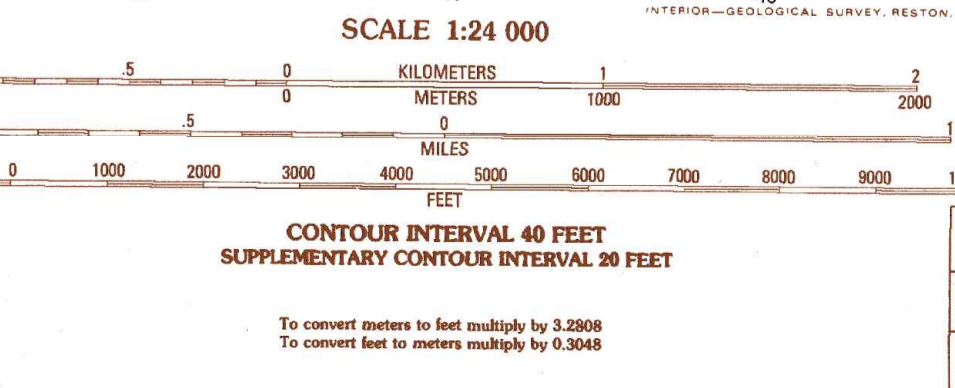 INTERIOR—GEOLOGICAL SURVEY, RESTON,
SCALE 1:24 000
.5 0 KILOMETERS 1 2
0 METERS 1000 2000
.5 0 1
MILES
0 1000 2000 3000 4000 5000 6000 7000 8000 9000
FEET
CONTOUR INTERVAL 40 FEET
SUPPLEMENTARY CONTOUR INTERVAL 20 FEET
To convert meters to feet multiply by 3.2808
To convert feet to meters multiply by 0.3048